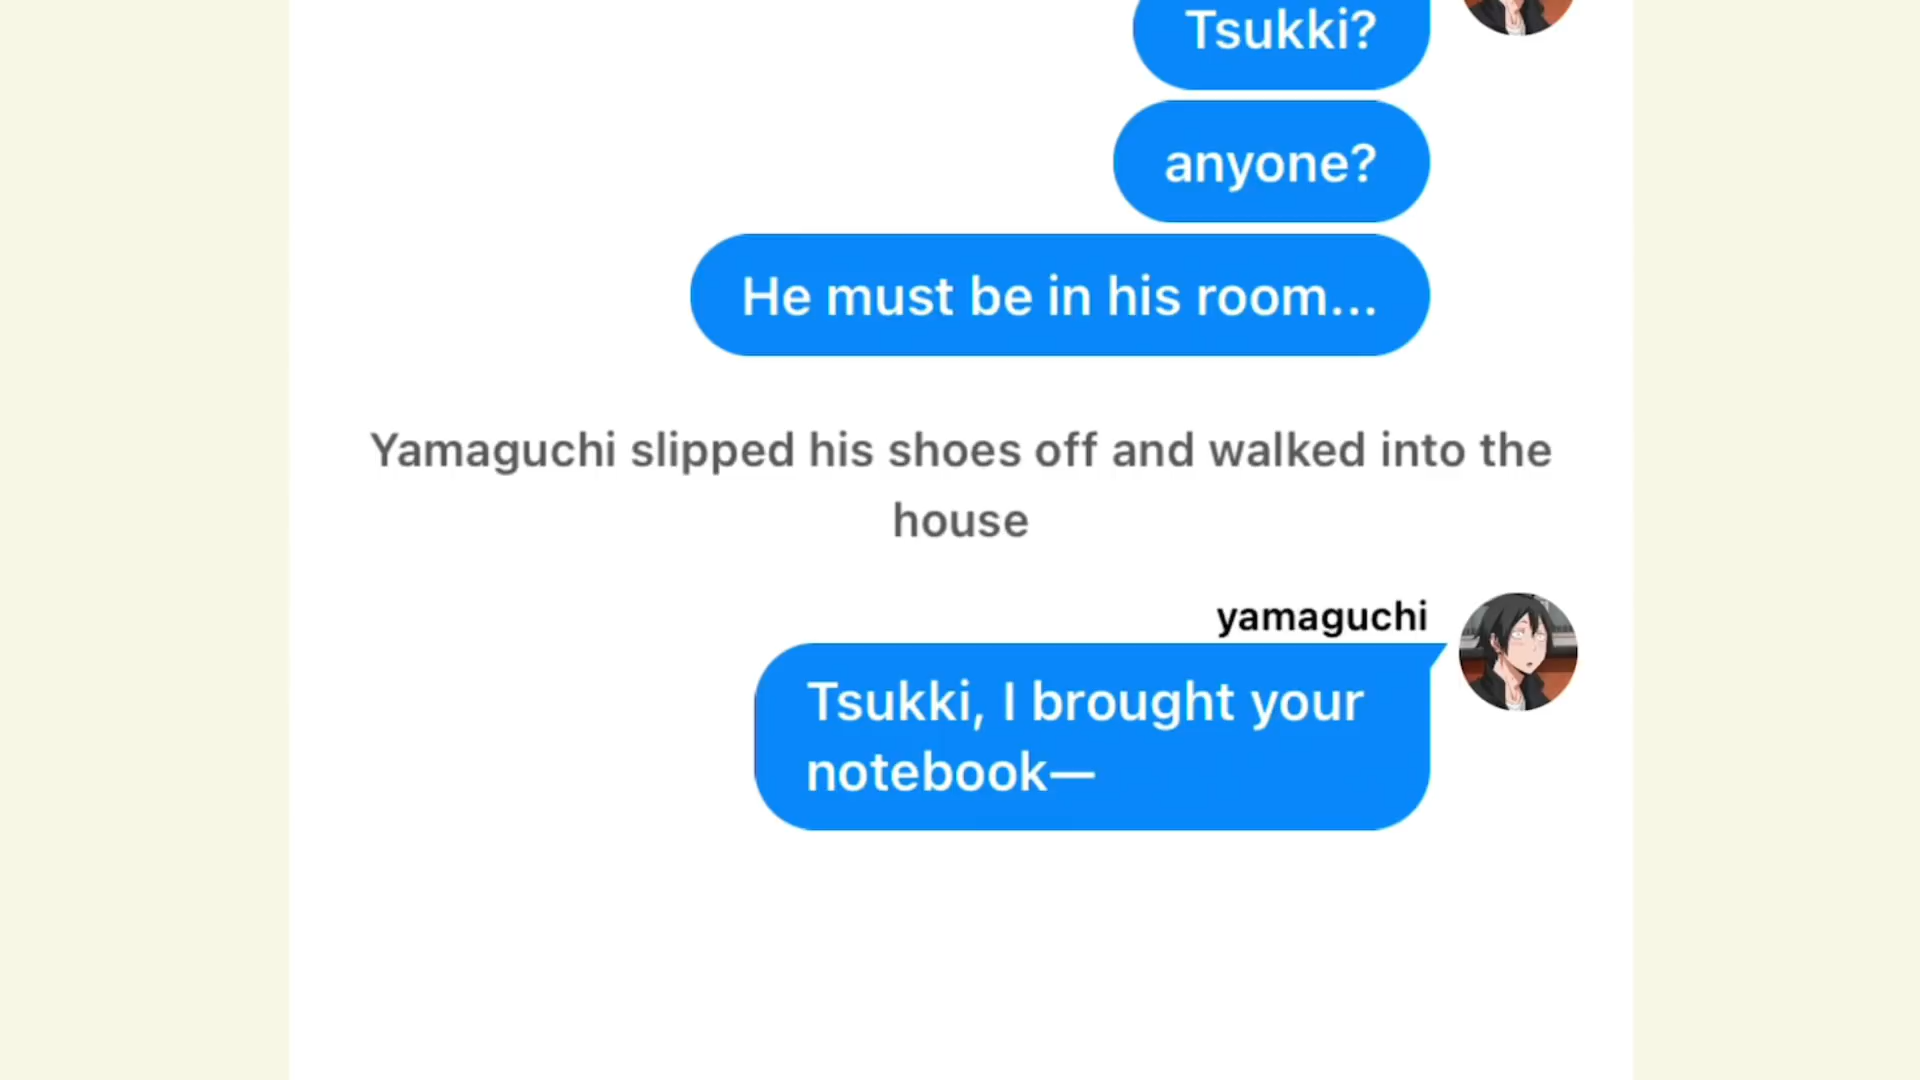 Tsukki?
anyone?
He must be in his room...
Yamaguchi slipped his shoes off and walked into the
house
yamaguchi
Tsukki, I brought your
notebook—